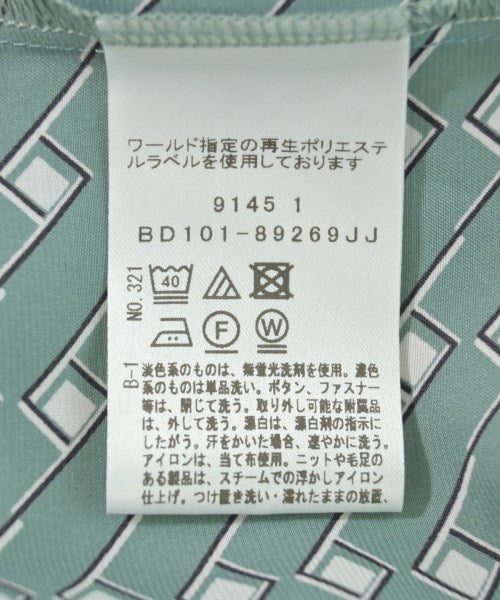 ワールド指定の再生ポリエステ
ルラベルを使用しております
9145 1
BD101-89269JJ
NO.321
40
F
W
B-1
淡色系のものは、無蛍光洗剤を使用。濃色
系のものは単品洗い。ボタン、ファスナー
等は、閉じて洗う。取り外し可能な附属品
は、外して洗う。漂白は、漂白剤の指示に
したがう。汗をかいた場合、速やかに洗う。
アイロンは、当て布使用。ニットや毛足の
ある製品は、スチームでの浮かしアイロン
仕上げ。つけ置き洗い・濡れたままの放置、